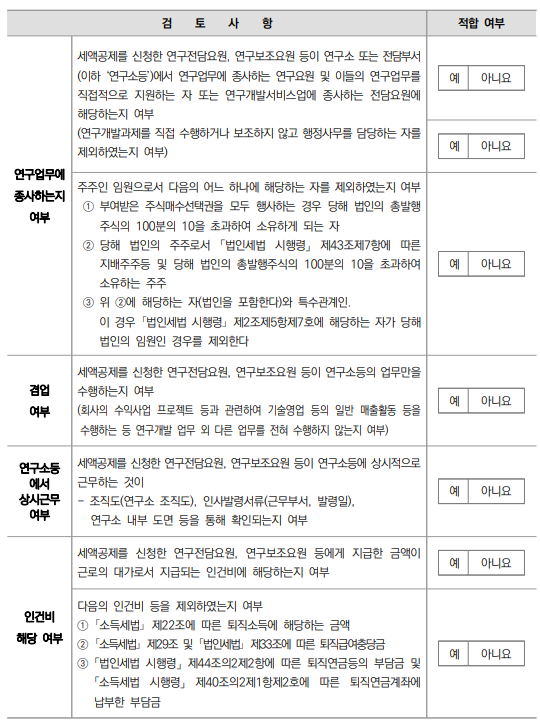 검 토 사 항 적합 여부
세액공제를 신청한 연구전담요원, 연구보조요원 등이 연구소 또는 전담부서
(이하 '연구소등')에서 연구업무에 종사하는 연구요원 및 이들의 연구업무를
직접적으로 지원하는 자 또는 연구개발서비스업에 종사하는 전담요원에
해당하는지 여부
예 아니요
(연구개발과제를 직접 수행하거나 보조하지 않고 행정사무를 담당하는 자를
제외하였는지 여부)
예 아니요
연구업무에
종사하는지
여부
주주인 임원으로서 다음의 어느 하나에 해당하는 자를 제외하였는지 여부
① 부여받은 주식매수선택권을 모두 행사하는 경우 당해 법인의 총발행
주식의 100분의 10을 초과하여 소유하게 되는 자
② 당해 법인의 주주로서 「법인세법 시행령」 제43조제7항에 따른
지배주주등 및 당해 법인의 총발행주식의 100분의 10을 초과하여
소유하는 주주
③ 위 ②에 해당하는 자(법인을 포함한다)와 특수관계인.
이 경우 「법인세법 시행령」 제2조제5항제7호에 해당하는 자가 당해
법인의 임원인 경우를 제외한다
예 아니요
겸업
여부
세액공제를 신청한 연구전담요원, 연구보조요원 등이 연구소등의 업무만을
수행하는지 여부
(회사의 수익사업 프로젝트 등과 관련하여 기술영업 등의 일반 매출활동 등을
수행하는 등 연구개발 업무 외 다른 업무를 전혀 수행하지 않는지 여부)
예 아니요
연구소등
에서
상시근무
여부
세액공제를 신청한 연구전담요원, 연구보조요원 등이 연구소등에 상시적으로
근무하는 것이
- 조직도(연구소 조직도), 인사발령서류(근무부서, 발령일),
연구소 내부 도면 등을 통해 확인되는지 여부
예 아니요
인건비
해당 여부
세액공제를 신청한 연구전담요원, 연구보조요원 등에게 지급한 금액이
근로의 대가로서 지급되는 인건비에 해당하는지 여부
예 아니요
다음의 인건비 등을 제외하였는지 여부
① 「소득세법」 제22조에 따른 퇴직소득에 해당하는 금액
② 「소득세법」 제29조 및 「법인세법」 제33조에 따른 퇴직급여충당금
③ 「법인세법 시행령」 제44조의2제2항에 따른 퇴직연금등의 부담금 및
「소득세법 시행령」 제40조의2제1항제2호에 따른 퇴직연금계좌에
납부한 부담금
예 아니요